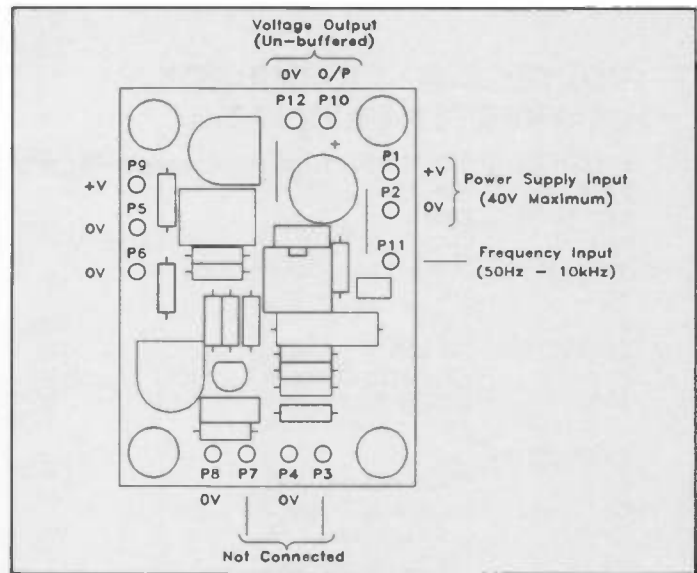 Voltage Output
(Un-buffered)
0V O/P
P12 P10
+
P9
+V
P5
0V
P6
0V
P1
+V
P2
0V
Power Supply Input
(40V Maximum)
P11
Frequency Input
(50Hz – 10kHz)
P8 P7 P4 P3
0V 0V
Not Connected